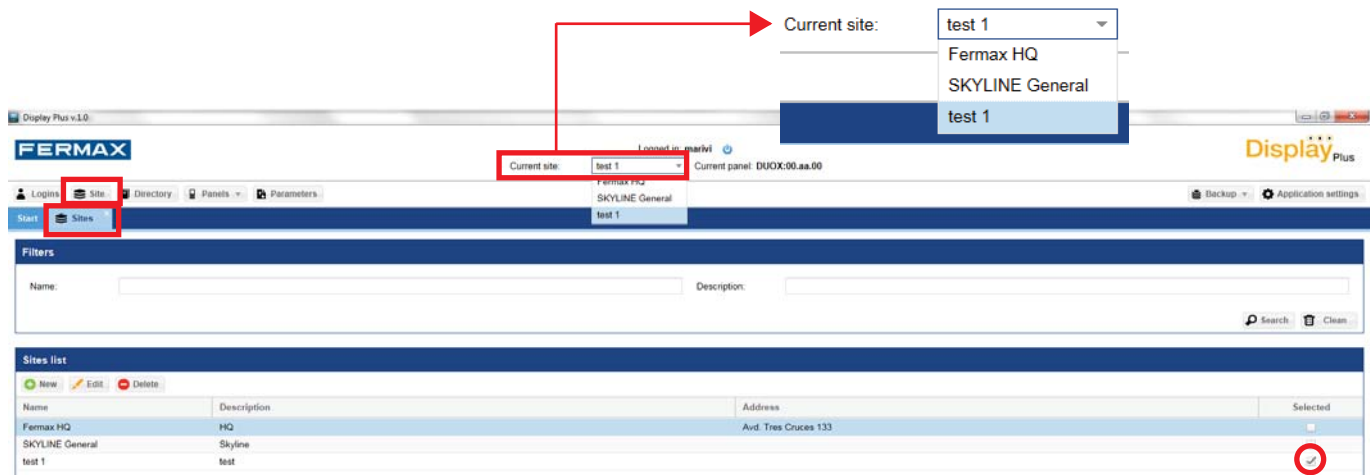 Current site: test 1
Fermax HQ
SKYLINE General
test 1
Display Plus v.1.0
FERMAX
Logged in: marivi
Display Plus
Current site: test 1 Current panel: DUOX:00.aa.00
Fermax HQ
SKYLINE General
test 1
Logins Site Directory Panels Parameters Backup Application settings
Start Sites
Filters
Name: Description:
Search Clean
Sites list
New Edit Delete
Name Description Address Selected
Fermax HQ HQ Avd. Tres Cruces 133
SKYLINE General Skyline
test 1 test